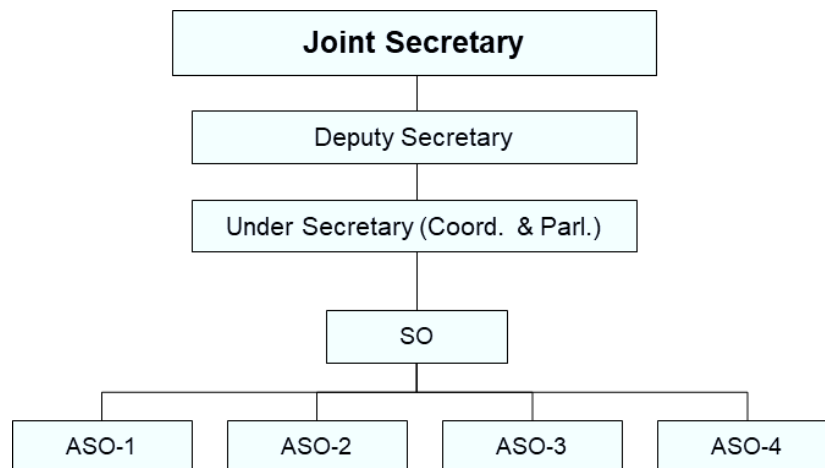 Joint Secretary
Deputy Secretary
Under Secretary (Coord. & Parl.)
SO
ASO-1
ASO-2
ASO-3
ASO-4